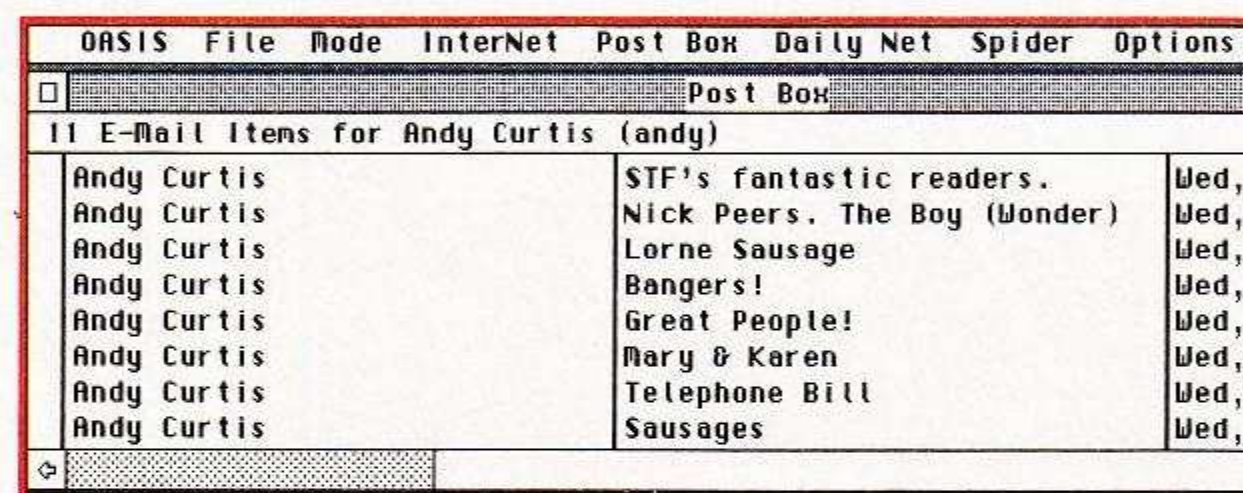 OASIS File Mode InterNet Post Box Daily Net Spider Options
Post Box
11 E-Mail Items for Andy Curtis (andy)
Andy Curtis STF's fantastic readers. Wed,
Andy Curtis Nick Peers. The Boy (Wonder) Wed,
Andy Curtis Lorne Sausage Wed,
Andy Curtis Bangers! Wed,
Andy Curtis Great People! Wed,
Andy Curtis Mary & Karen Wed,
Andy Curtis Telephone Bill Wed,
Andy Curtis Sausages Wed,